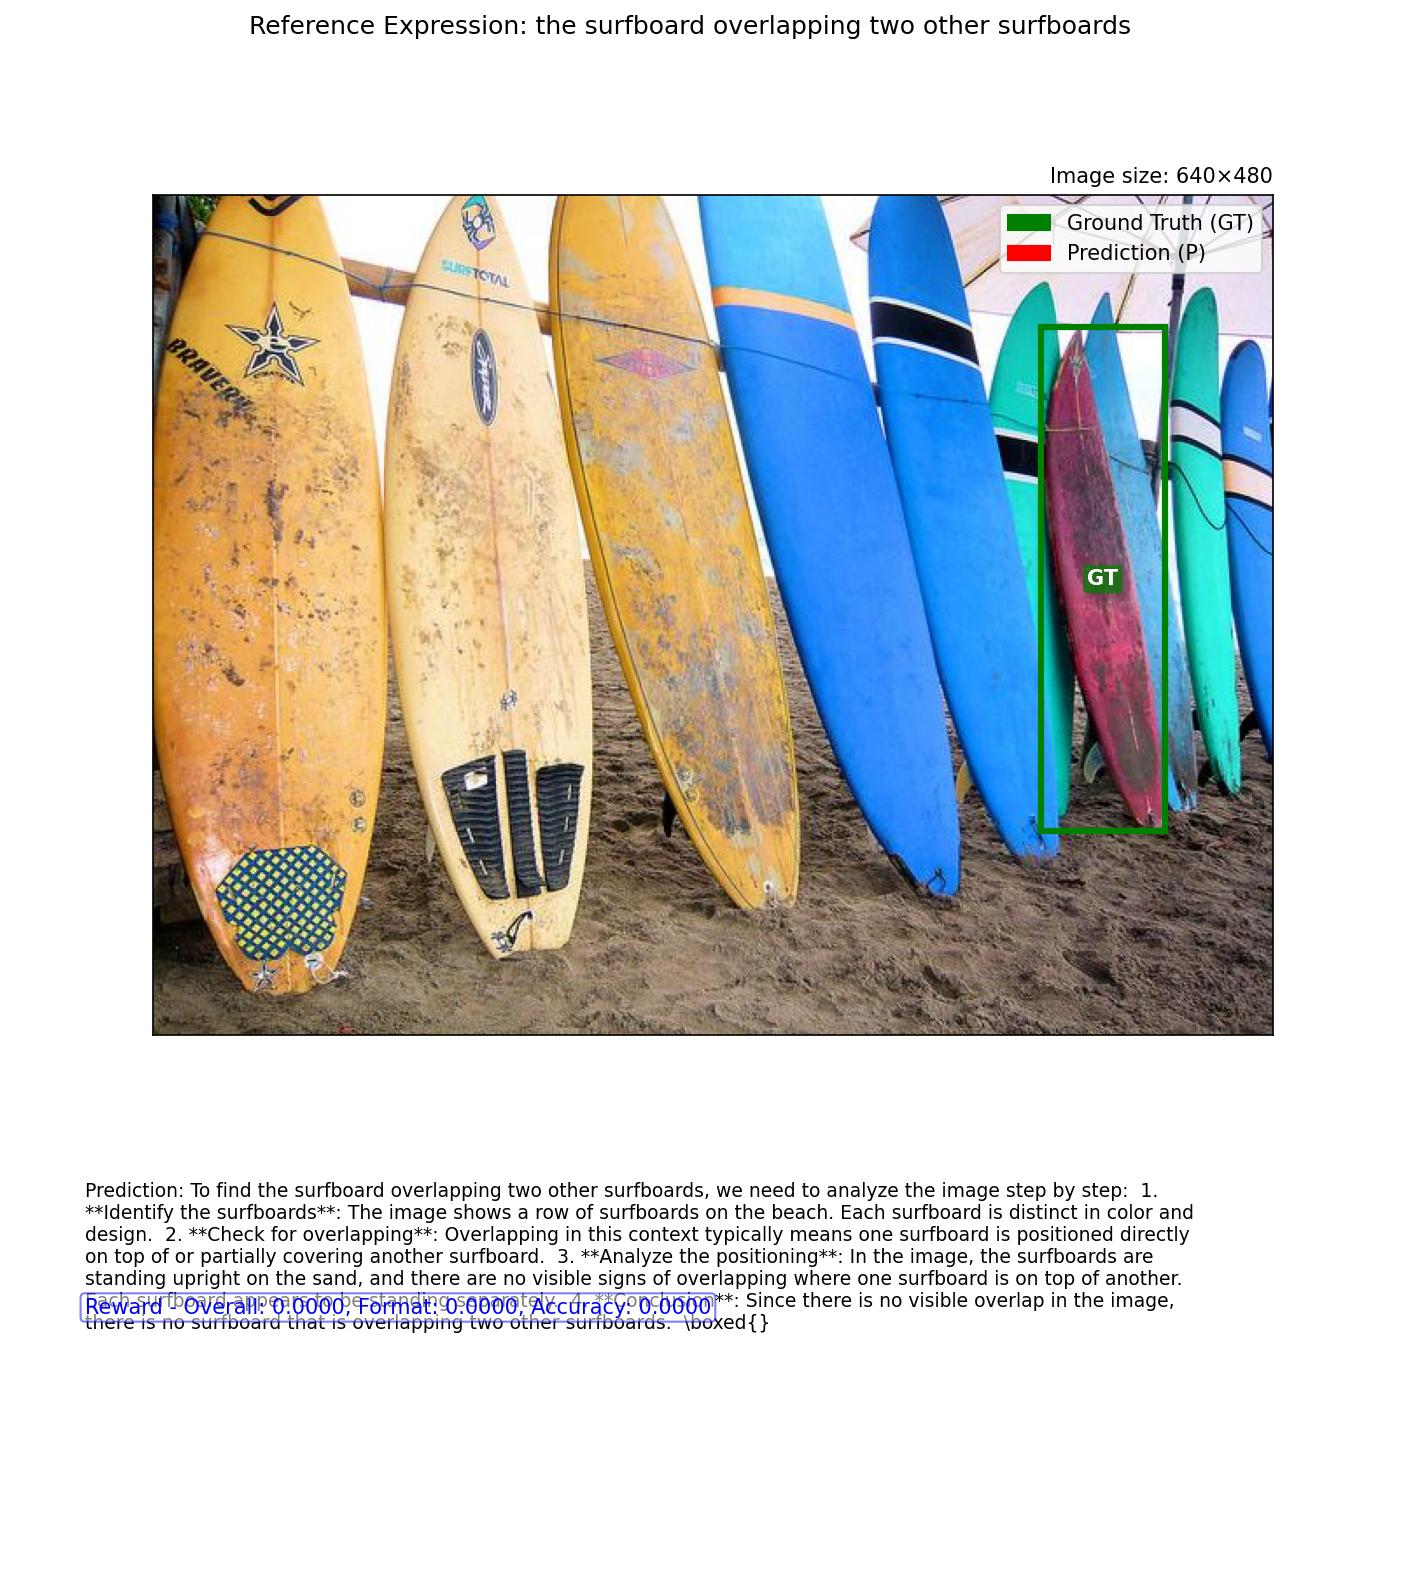 Reference Expression: the surfboard overlapping two other surfboards
Image size: 640×480
Ground Truth (GT)
Prediction (P)
SURFTOTAL
BRAVERY
GT
Prediction: To find the surfboard overlapping two other surfboards, we need to analyze the image step by step:  1.
**Identify the surfboards**: The image shows a row of surfboards on the beach. Each surfboard is distinct in color and
design.  2. **Check for overlapping**: Overlapping in this context typically means one surfboard is positioned directly
on top of or partially covering another surfboard.  3. **Analyze the positioning**: In the image, the surfboards are
standing upright on the sand, and there are no visible signs of overlapping where one surfboard is on top of another.
Each surfboard appears to be standing separately.  4. **Conclusion**: Since there is no visible overlap in the image,
Reward - Overall: 0.0000, Format: 0.0000, Accuracy: 0.0000
there is no surfboard that is overlapping two other surfboards.  \boxed{}